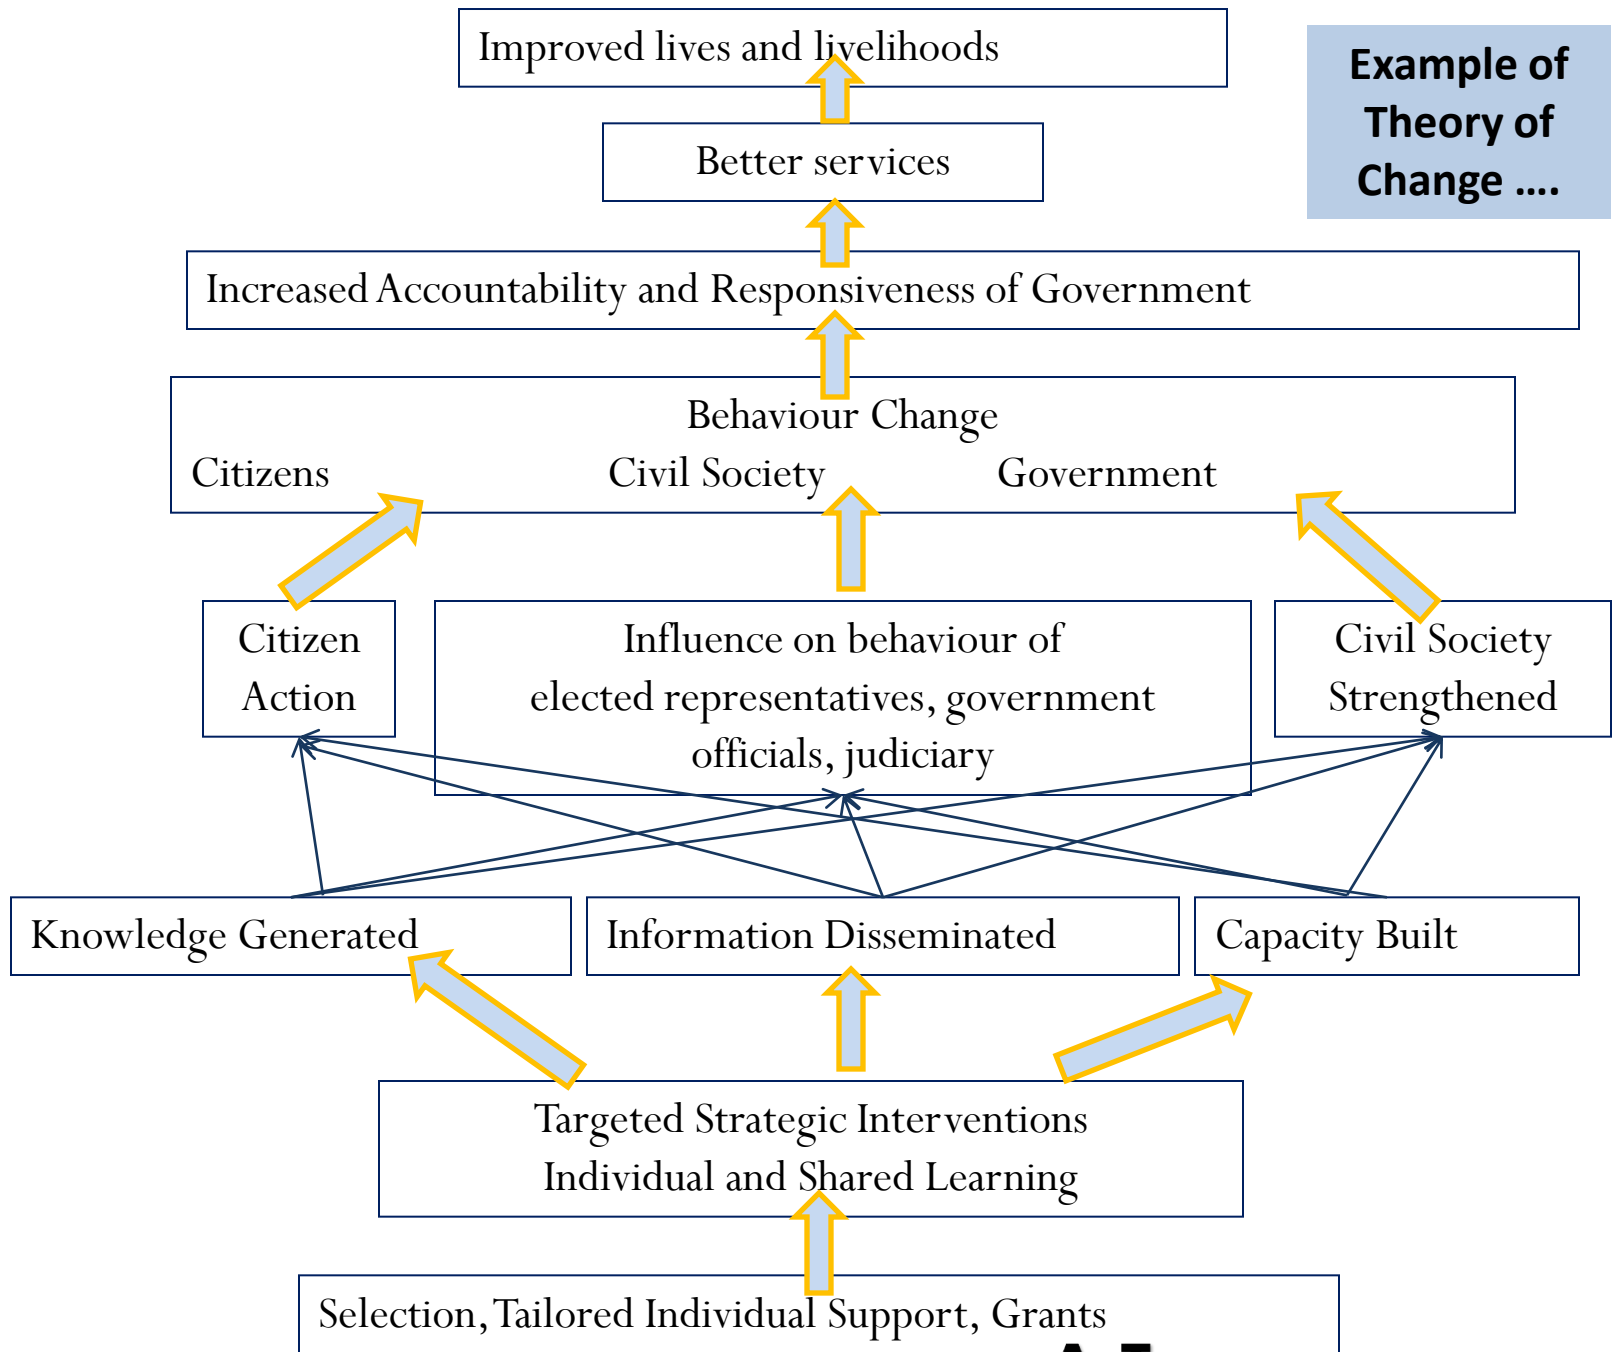 Improved lives and livelihoods
Example of
Theory of
Change ....
Better services
Increased Accountability and Responsiveness of Government
Behaviour Change
Citizens Civil Society Government
Citizen
Action
Influence on behaviour of
elected representatives, government
officials, judiciary
Civil Society
Strengthened
Knowledge Generated
Information Disseminated
Capacity Built
Targeted Strategic Interventions
Individual and Shared Learning
Selection, Tailored Individual Support, Grants